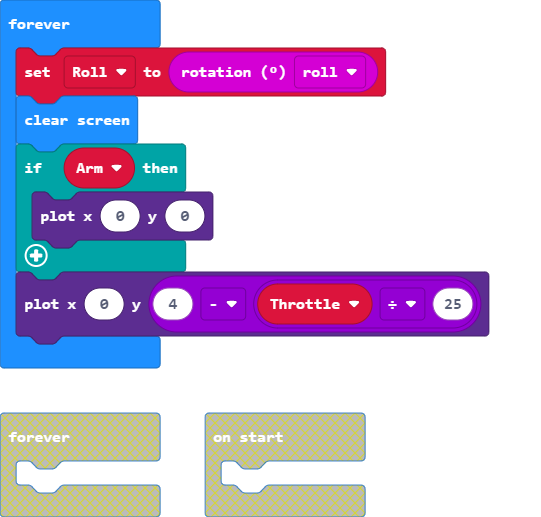 forever
set Roll to rotation (º) roll
clear screen
if Arm then
plot x 0 y 0
plot x 0 y 4 - Throttle ÷ 25
forever on start